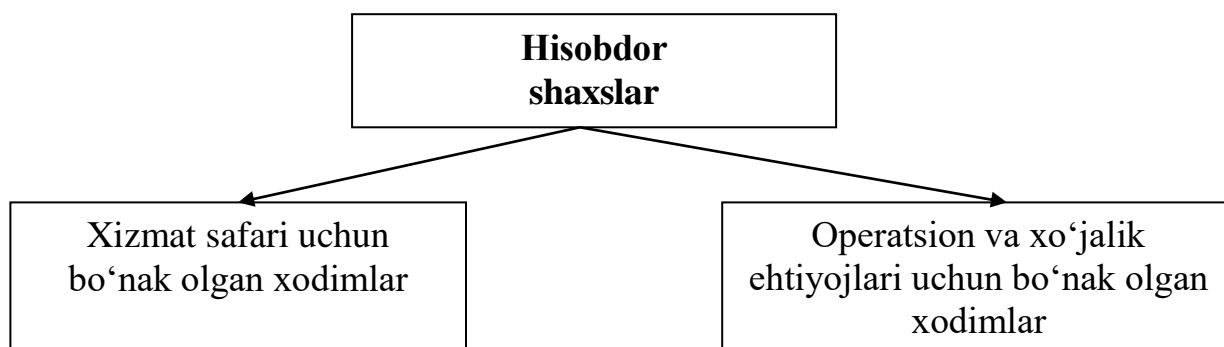 Hisobdor
shaxslar
Xizmat safari uchun
bo‘nak olgan xodimlar
Operatsion va xo‘jalik
ehtiyojlari uchun bo‘nak olgan
xodimlar